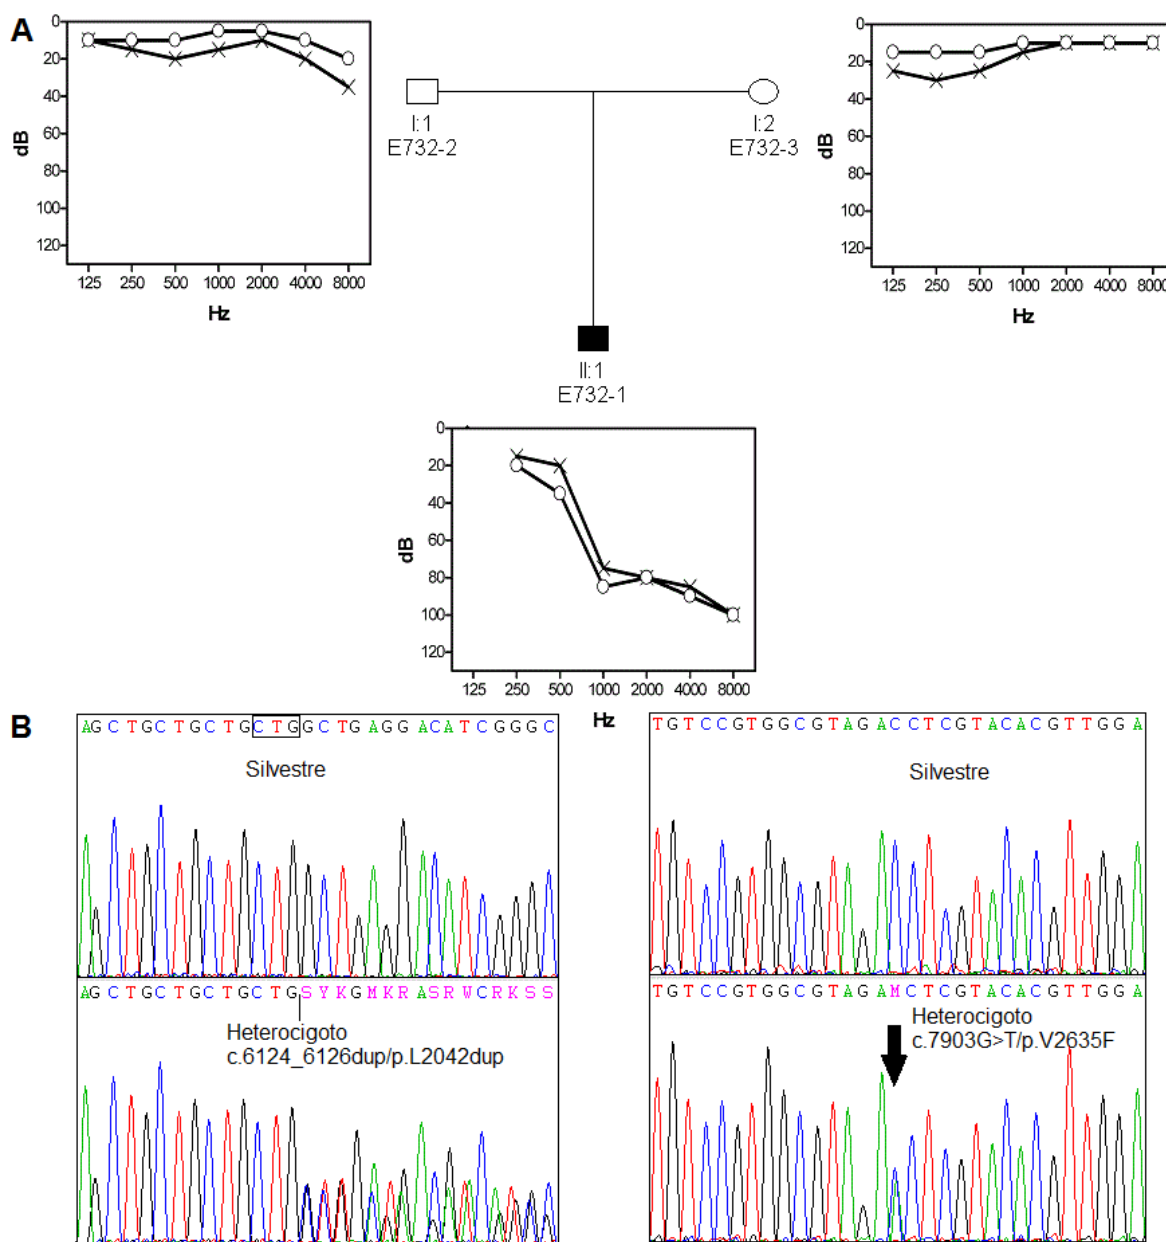 A
0
20
40
60
80
100
120
dB
125 250 500 1000 2000 4000 8000
Hz
I:1
E732-2
I:2
E732-3
0
20
40
60
80
100
120
dB
125 250 500 1000 2000 4000 8000
Hz
II:1
E732-1
0
20
40
60
80
100
120
dB
125 250 500 1000 2000 4000 8000
Hz
B
AGCTGCTGCTGCTGGCTGAGGACATCGGGC
Silvestre
AGCTGCTGCTGCTGSYKGMKRASRWCRKSS
Heterocigoto
c.6124_6126dup/p.L2042dup
TGTCCGTGGCGTAGACCTCGTACACGTTGGA
Silvestre
TGTCCGTGGCGTAGAMCTCGTACACGTTGGA
Heterocigoto
c.7903G>T/p.V2635F